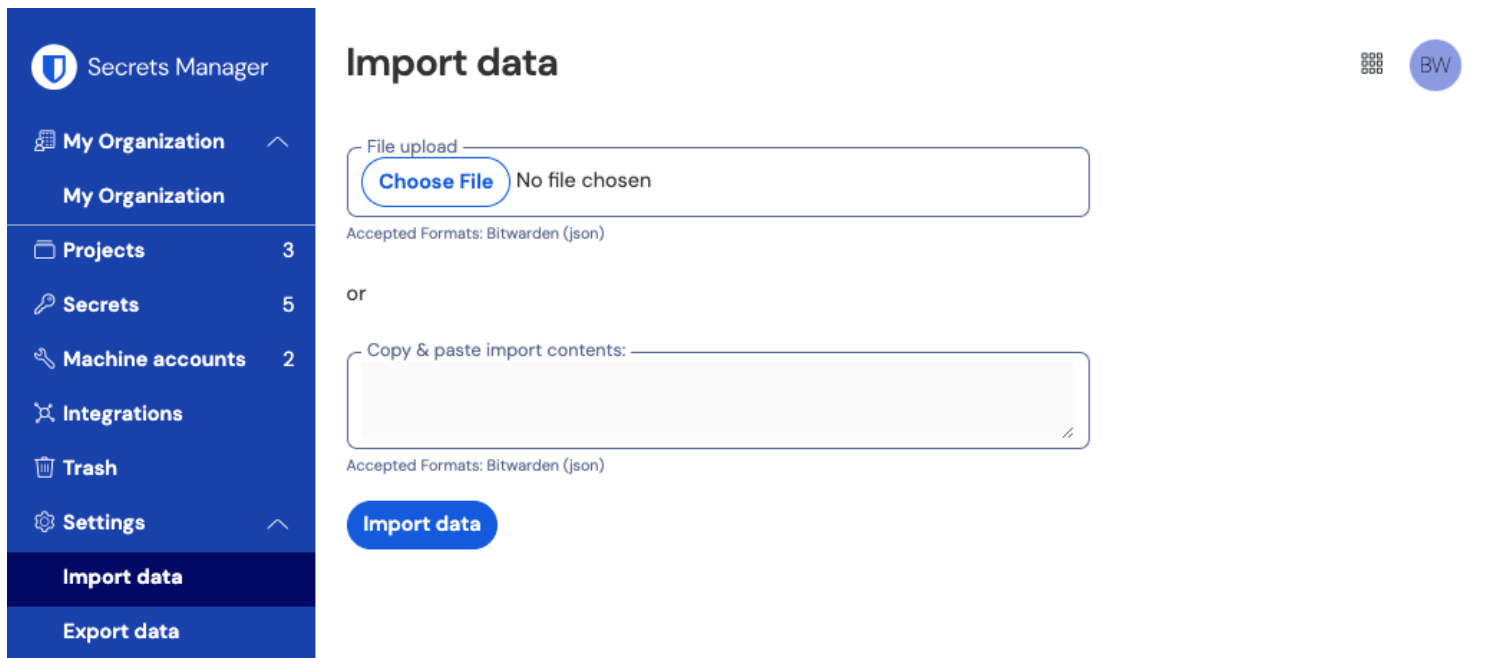 Secrets Manager
My Organization
My Organization
Projects 3
Secrets 5
Machine accounts 2
Integrations
Trash
Settings
Import data
Export data
Import data
BW
File upload
Choose File No file chosen
Accepted Formats: Bitwarden (json)
or
Copy & paste import contents:
Accepted Formats: Bitwarden (json)
Import data